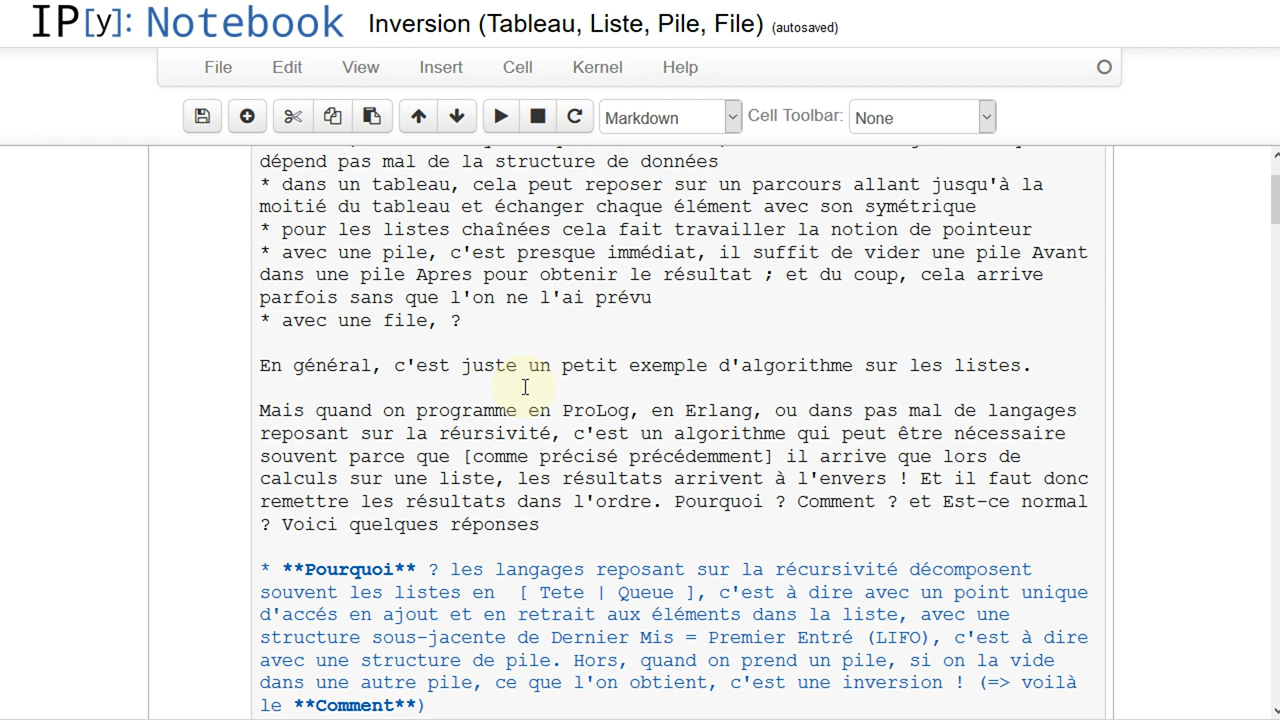 IP[y]: Notebook Inversion (Tableau, Liste, Pile, File) (autosaved)
File Edit View Insert Cell Kernel Help
Markdown Cell Toolbar: None
dépend pas mal de la structure de données
* dans un tableau, cela peut reposer sur un parcours allant jusqu'à la
moitié du tableau et échanger chaque élément avec son symétrique
* pour les listes chaînées cela fait travailler la notion de pointeur
* avec une pile, c'est presque immédiat, il suffit de vider une pile Avant
dans une pile Apres pour obtenir le résultat ; et du coup, cela arrive
parfois sans que l'on ne l'ai prévu
* avec une file, ?
En général, c'est juste un petit exemple d'algorithme sur les listes.
Mais quand on programme en ProLog, en Erlang, ou dans pas mal de langages
reposant sur la réursivité, c'est un algorithme qui peut être nécessaire
souvent parce que [comme précisé précédemment] il arrive que lors de
calculs sur une liste, les résultats arrivent à l'envers ! Et il faut donc
remettre les résultats dans l'ordre. Pourquoi ? Comment ? et Est-ce normal
? Voici quelques réponses
* **Pourquoi** ? les langages reposant sur la récursivité décomposent
souvent les listes en  [ Tete | Queue ], c'est à dire avec un point unique
d'accés en ajout et en retrait aux éléments dans la liste, avec une
structure sous-jacente de Dernier Mis = Premier Entré (LIFO), c'est à dire
avec une structure de pile. Hors, quand on prend un pile, si on la vide
dans une autre pile, ce que l'on obtient, c'est une inversion ! (=> voilà
le **Comment**)